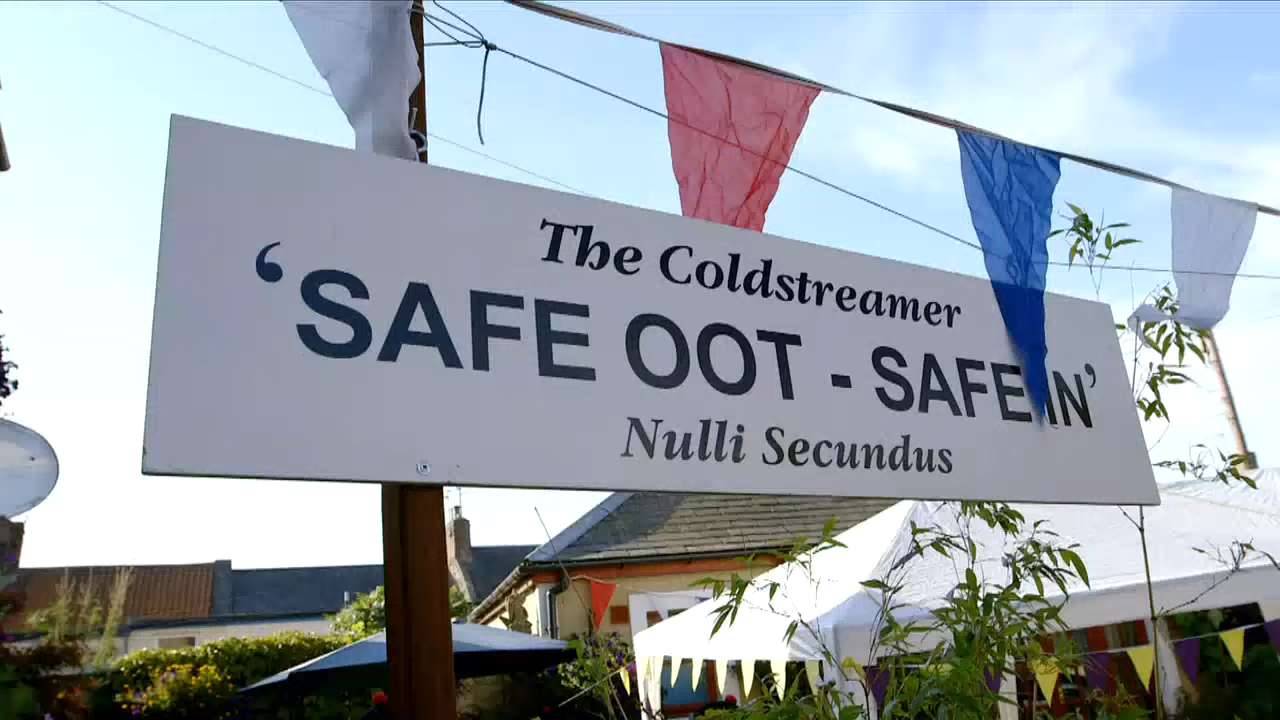 The Coldstreamer
‘SAFE OOT - SAFE IN’
Nulli Secundus